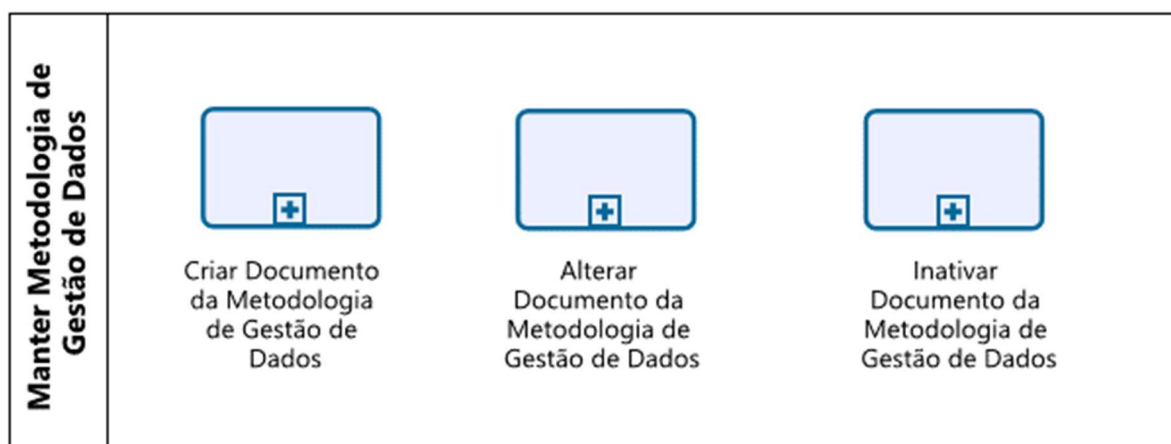 Manter Metodologia de
Gestão de Dados
Criar Documento
da Metodologia
de Gestão de
Dados
Alterar
Documento da
Metodologia de
Gestão de Dados
Inativar
Documento da
Metodologia de
Gestão de Dados